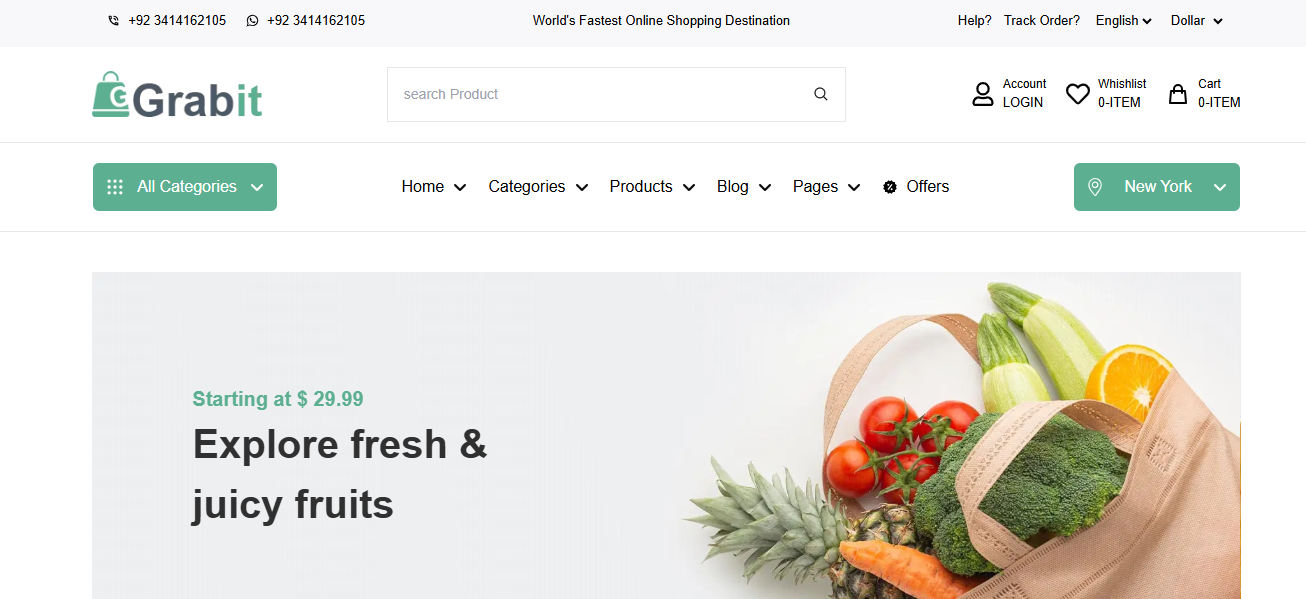 +92 3414162105 +92 3414162105 World's Fastest Online Shopping Destination Help? Track Order? English Dollar
Grabit
search Product
Account
LOGIN
Whishlist
0-ITEM
Cart
0-ITEM
All Categories Home Categories Products Blog Pages Offers New York
Starting at $ 29.99
Explore fresh &
juicy fruits